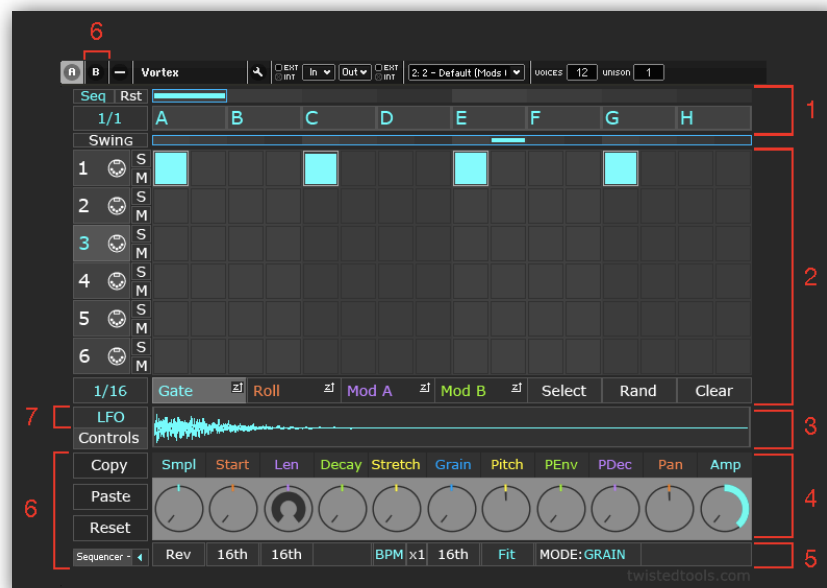 6
A B Vortex EXT INT In Out EXT INT 2: 2 - Default (Mods VOICES 12 UNISON 1
Seq Rst
1/1 A B C D E F G H
1
Swing
1 S M
2 S M
3 S M
4 S M
5 S M
6 S M
2
1/16 Gate Roll Mod A Mod B Select Rand Clear
7 LFO
Controls
3
Copy Smpl Start Len Decay Stretch Grain Pitch PEnv PDec Pan Amp
6 Paste
4
Reset
Sequencer - Rev 16th 16th BPM x1 16th Fit MODE:GRAIN
5
twistedtools.com